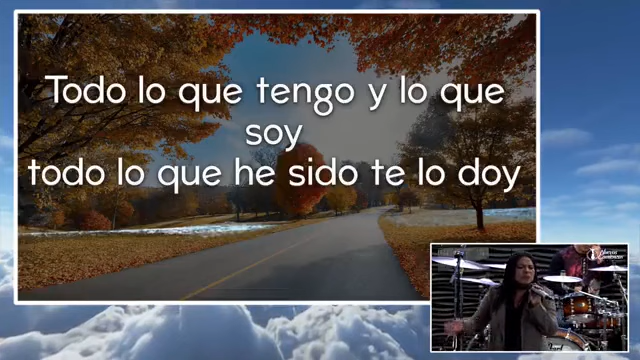 Todo lo que tengo y lo que
soy
todo lo que he sido te lo doy